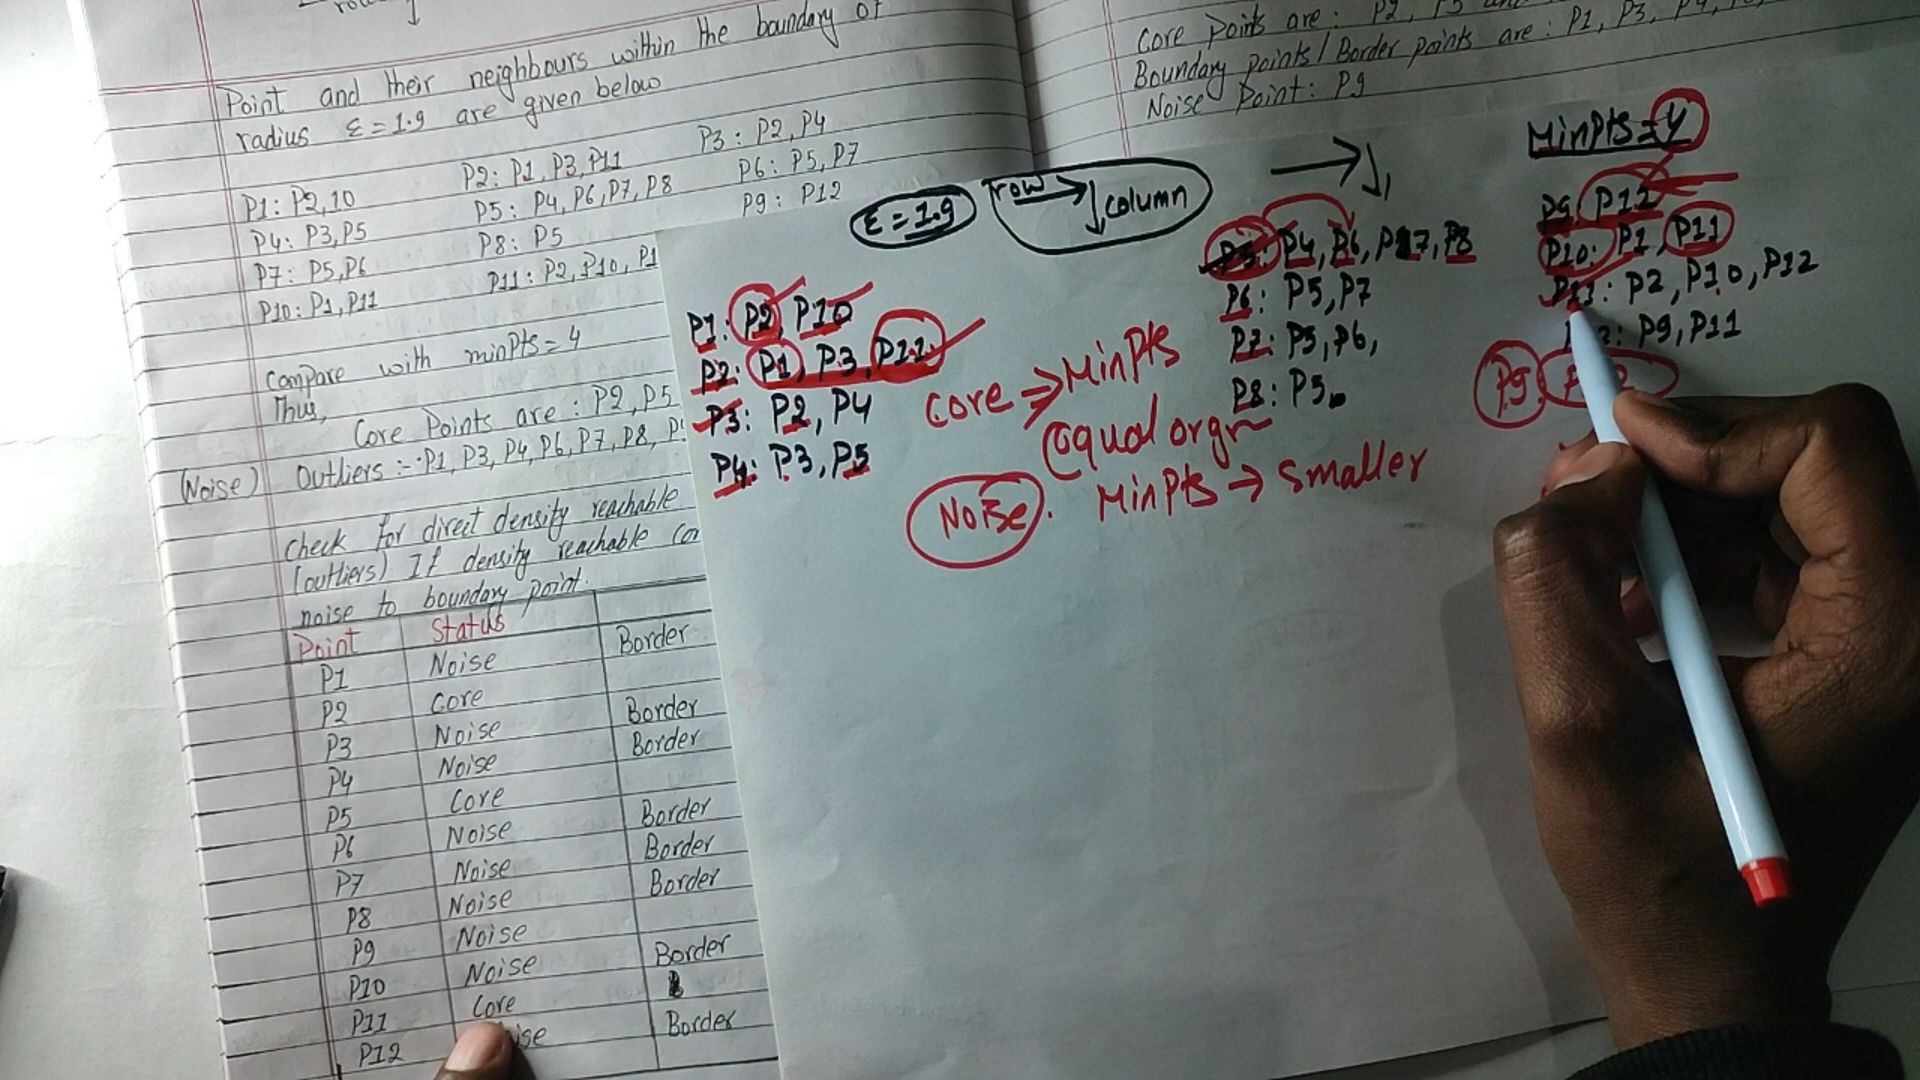 Point and their neighbours within the boundary of
radius ε=1.9 are given below
P1: P2,10 P2: P1, P3, P11 P3: P2, P4
P4: P3, P5 P5: P4, P6, P7, P8 P6: P5, P7
P7: P5, P6 P8: P5 P9: P12
P10: P1, P11 P11: P2, P10, P1
Compare with minPts=4
Thus,
Core Points are: P2, P5
(Noise) Outliers:- P1, P3, P4, P6, P7, P8,
Check for direct density reachable
(outliers) If density reachable
noise to boundary point.
Point Status
P1 Noise Border
P2 Core
P3 Noise Border
P4 Noise Border
P5 Core
P6 Noise Border
P7 Noise Border
P8 Noise Border
P9 Noise
P10 Noise Border
P11 Core
P12 Border
Core Points are: P2, P5
Boundary points/Border points are: P1, P3, P4,
Noise Point: P9
ε=1.9
row → ↓ column
P1: P2, P10
P2: P1, P3, P11
P3: P2, P4
P4: P3, P5
P5: P4, P6, P7, P8
P6: P5, P7
P7: P5, P6,
P8: P5
MinPts=4
P9: P12
P10: P1, P11
P11: P2, P10, P12
P9, P11
P9
Core → MinPts
equal or gr
Noise. MinPts → Smaller